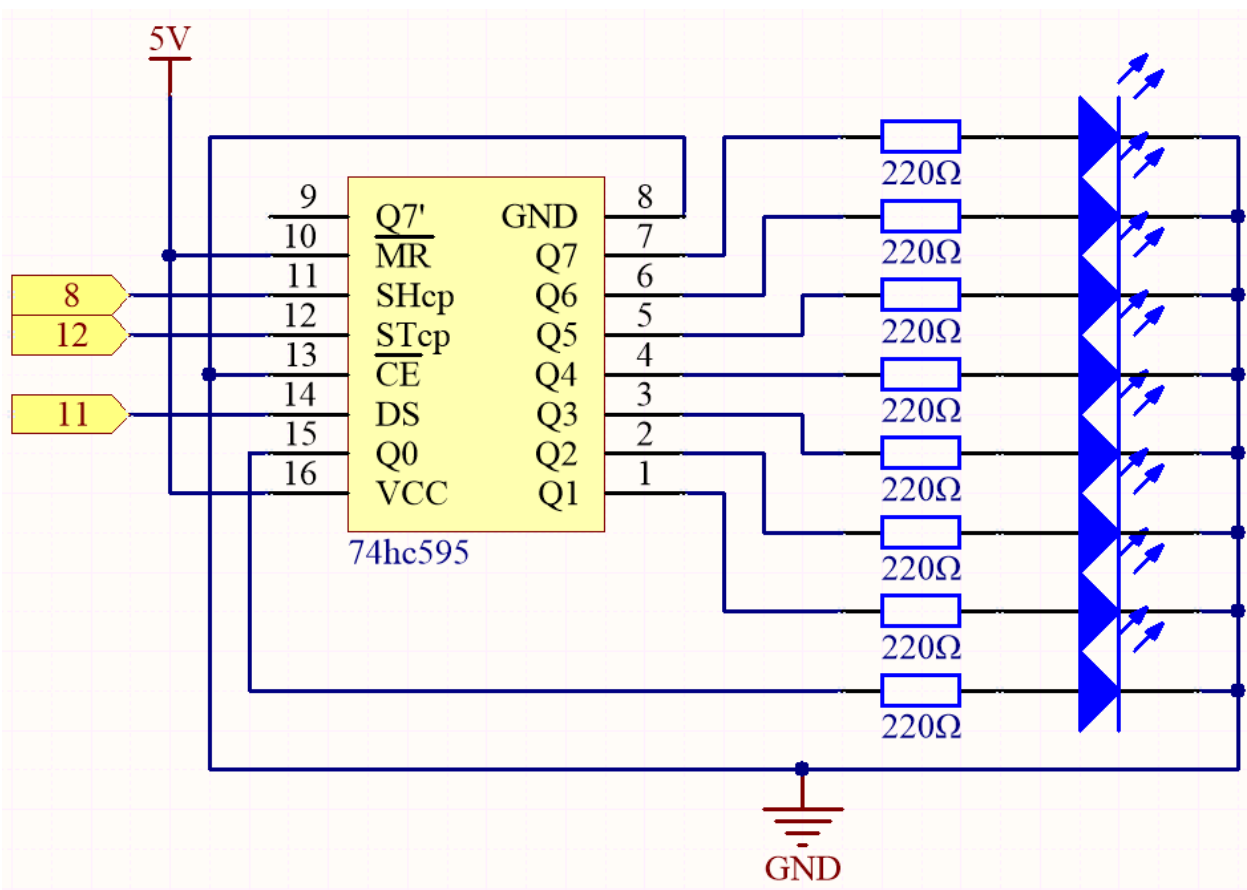 5V
9 Q7' GND 8
10 MR Q7 7
11 SHcp Q6 6
12 STcp Q5 5
13 CE Q4 4
14 DS Q3 3
15 Q0 Q2 2
16 VCC Q1 1
74hc595
8
12
11
220Ω
220Ω
220Ω
220Ω
220Ω
220Ω
220Ω
220Ω
GND